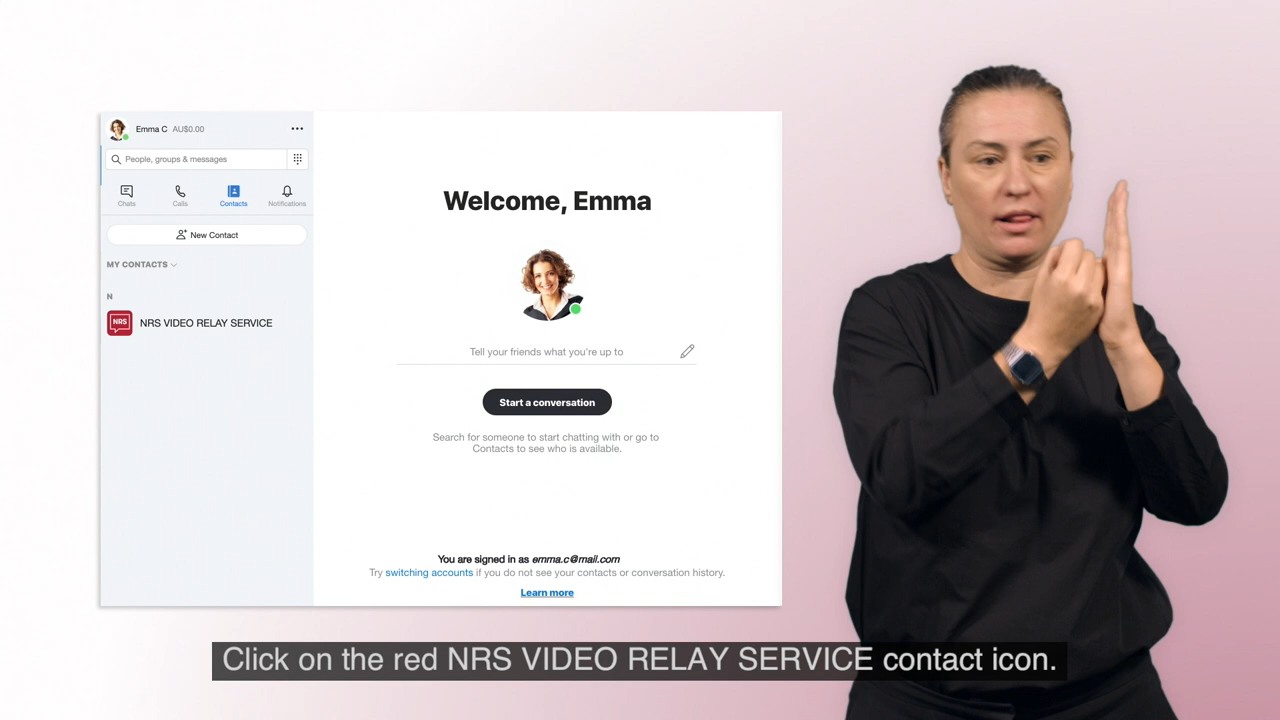 Emma C AU$0.00
People, groups & messages
Chats Calls Contacts Notifications
New Contact
MY CONTACTS
N
NRS NRS VIDEO RELAY SERVICE
Welcome, Emma
Tell your friends what you're up to
Start a conversation
Search for someone to start chatting with or go to
Contacts to see who is available.
You are signed in as emma.c@mail.com
Try switching accounts if you do not see your contacts or conversation history.
Learn more
Click on the red NRS VIDEO RELAY SERVICE contact icon.